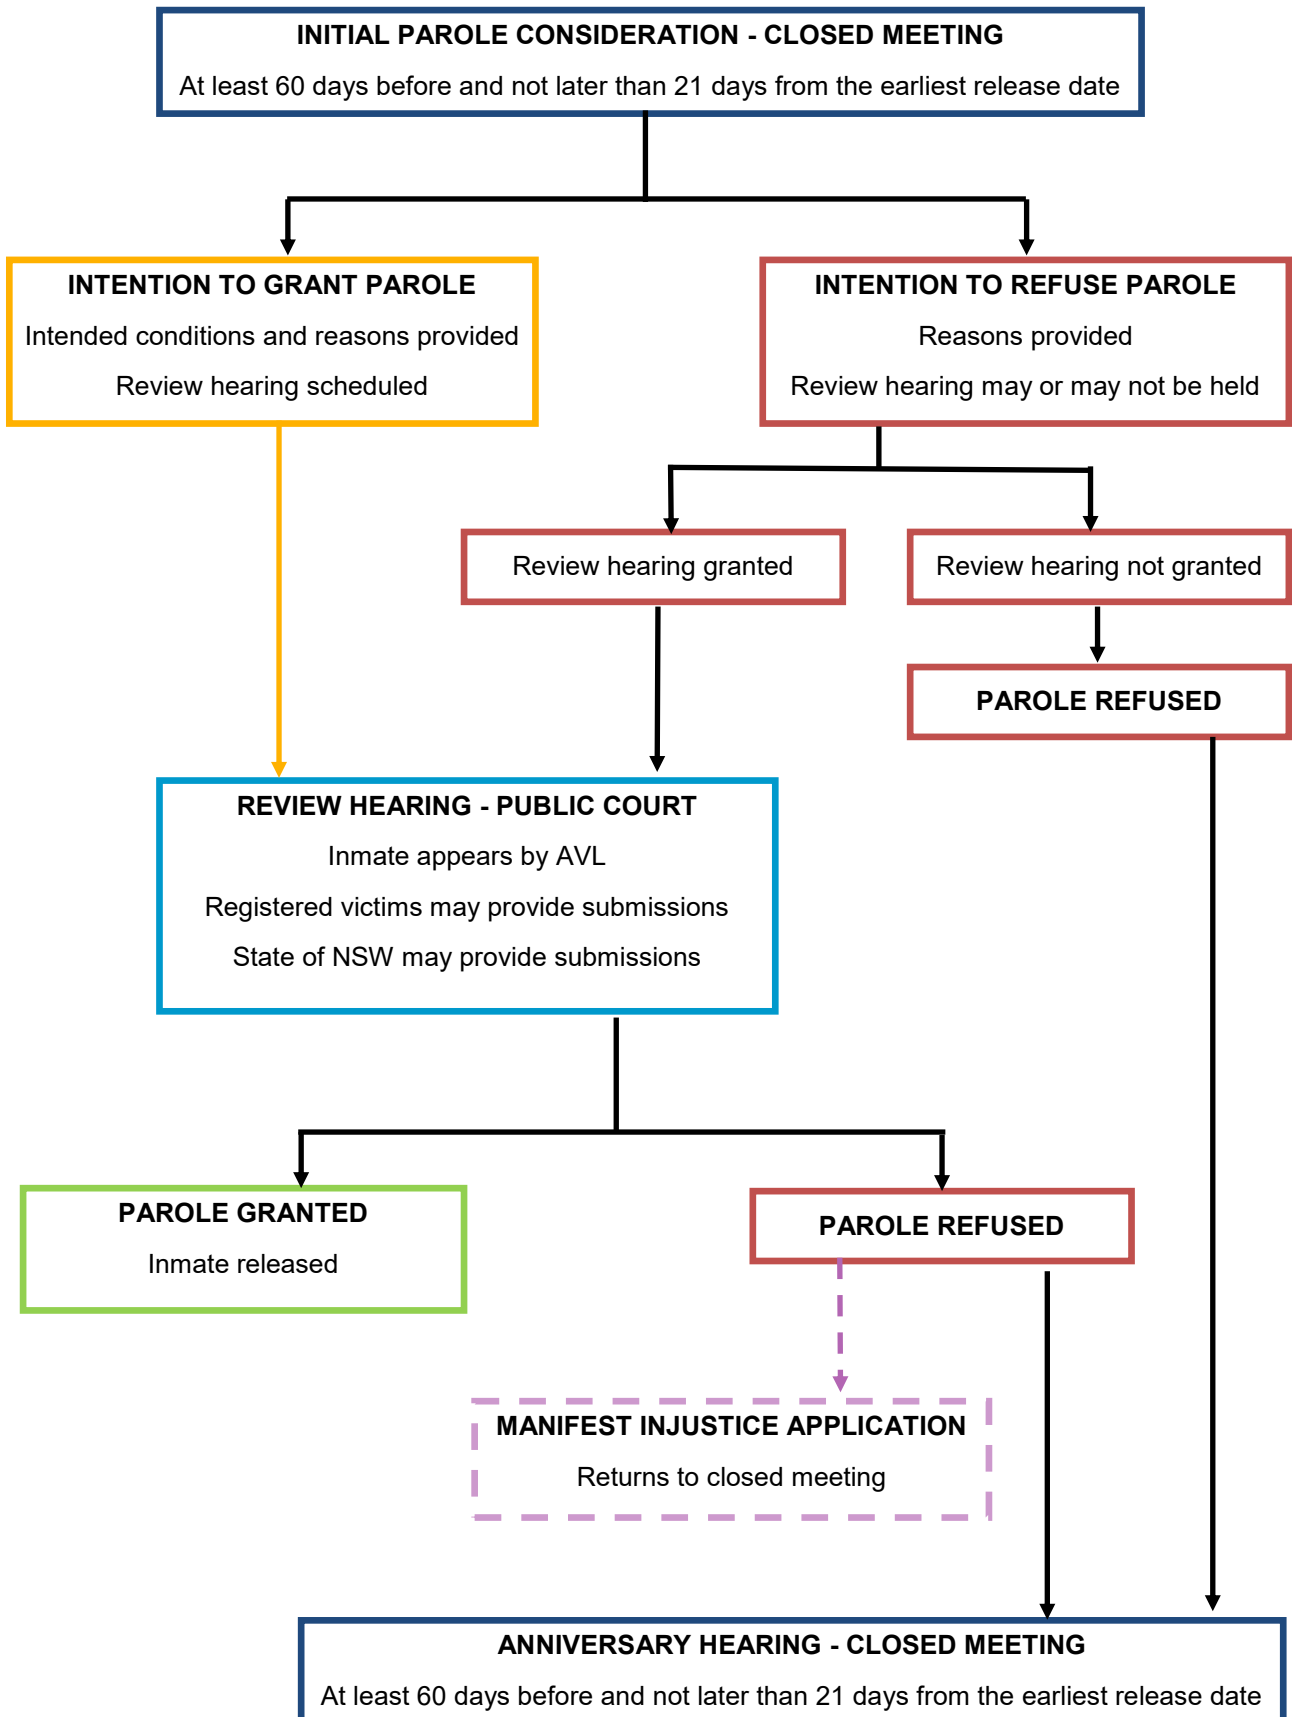 INITIAL PAROLE CONSIDERATION - CLOSED MEETING
At least 60 days before and not later than 21 days from the earliest release date
INTENTION TO GRANT PAROLE
Intended conditions and reasons provided
Review hearing scheduled
INTENTION TO REFUSE PAROLE
Reasons provided
Review hearing may or may not be held
Review hearing granted
Review hearing not granted
PAROLE REFUSED
REVIEW HEARING - PUBLIC COURT
Inmate appears by AVL
Registered victims may provide submissions
State of NSW may provide submissions
PAROLE GRANTED
Inmate released
PAROLE REFUSED
MANIFEST INJUSTICE APPLICATION
Returns to closed meeting
ANNIVERSARY HEARING - CLOSED MEETING
At least 60 days before and not later than 21 days from the earliest release date